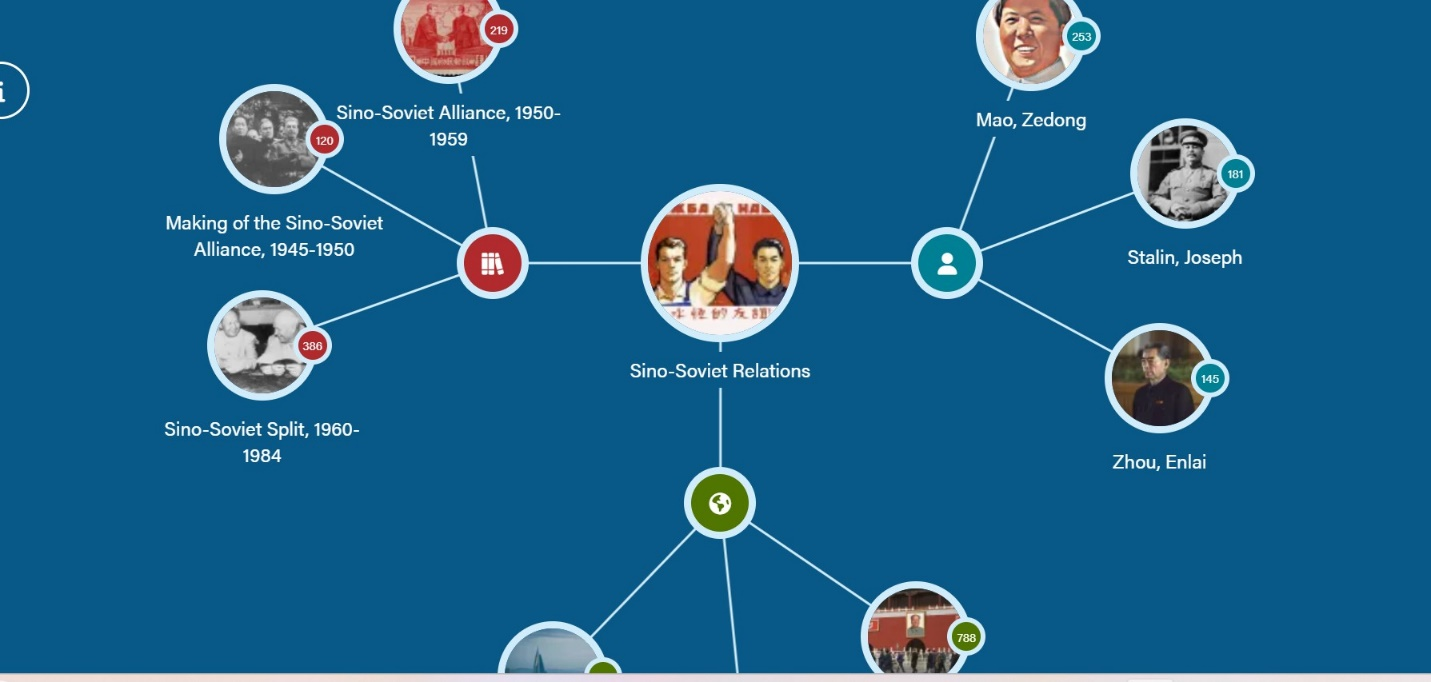 219
253
i
Sino-Soviet Alliance, 1950-
1959
Mao, Zedong
120
181
Making of the Sino-Soviet
Alliance, 1945-1950
Stalin, Joseph
386
Sino-Soviet Relations
145
Sino-Soviet Split, 1960-
1984
Zhou, Enlai
788